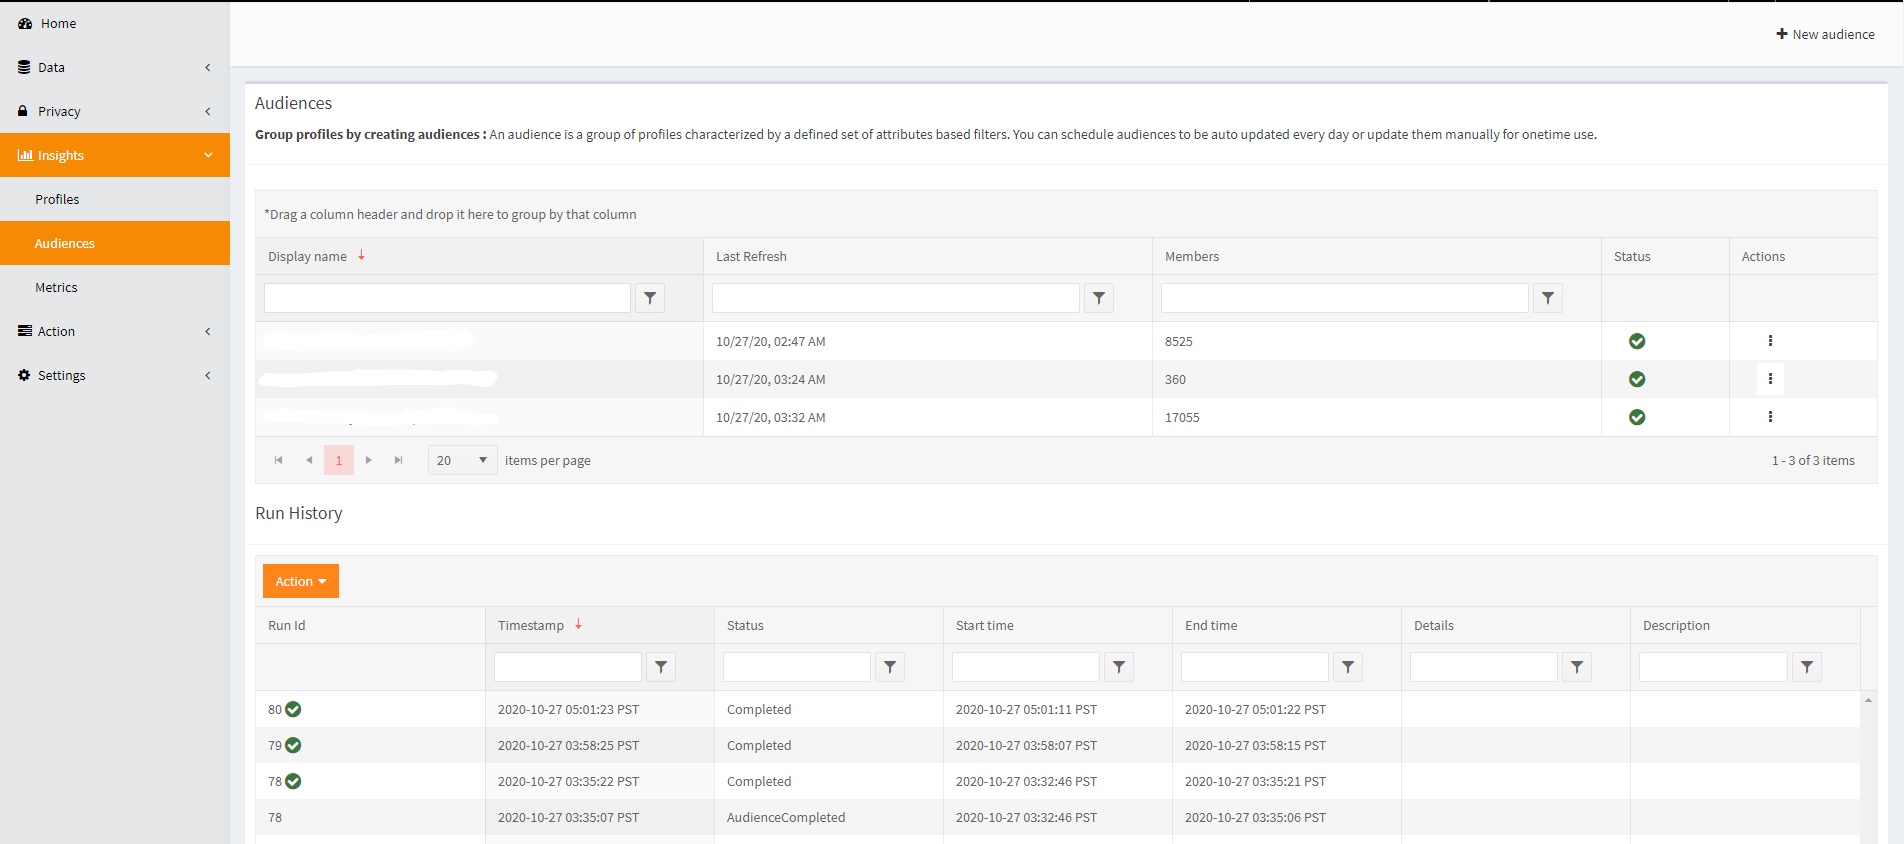 Home
Data
Privacy
Insights
Profiles
Audiences
Metrics
Action
Settings
New audience
Audiences
Group profiles by creating audiences : An audience is a group of profiles characterized by a defined set of attributes based filters. You can schedule audiences to be auto updated every day or update them manually for onetime use.
*Drag a column header and drop it here to group by that column
Display name Last Refresh Members Status Actions
10/27/20, 02:47 AM 8525
10/27/20, 03:24 AM 360
10/27/20, 03:32 AM 17055
1 20 items per page 1 - 3 of 3 items
Run History
Action
Run Id Timestamp Status Start time End time Details Description
80 2020-10-27 05:01:23 PST Completed 2020-10-27 05:01:11 PST 2020-10-27 05:01:22 PST
79 2020-10-27 03:58:25 PST Completed 2020-10-27 03:58:07 PST 2020-10-27 03:58:15 PST
78 2020-10-27 03:35:22 PST Completed 2020-10-27 03:32:46 PST 2020-10-27 03:35:21 PST
78 2020-10-27 03:35:07 PST AudienceCompleted 2020-10-27 03:32:46 PST 2020-10-27 03:35:06 PST